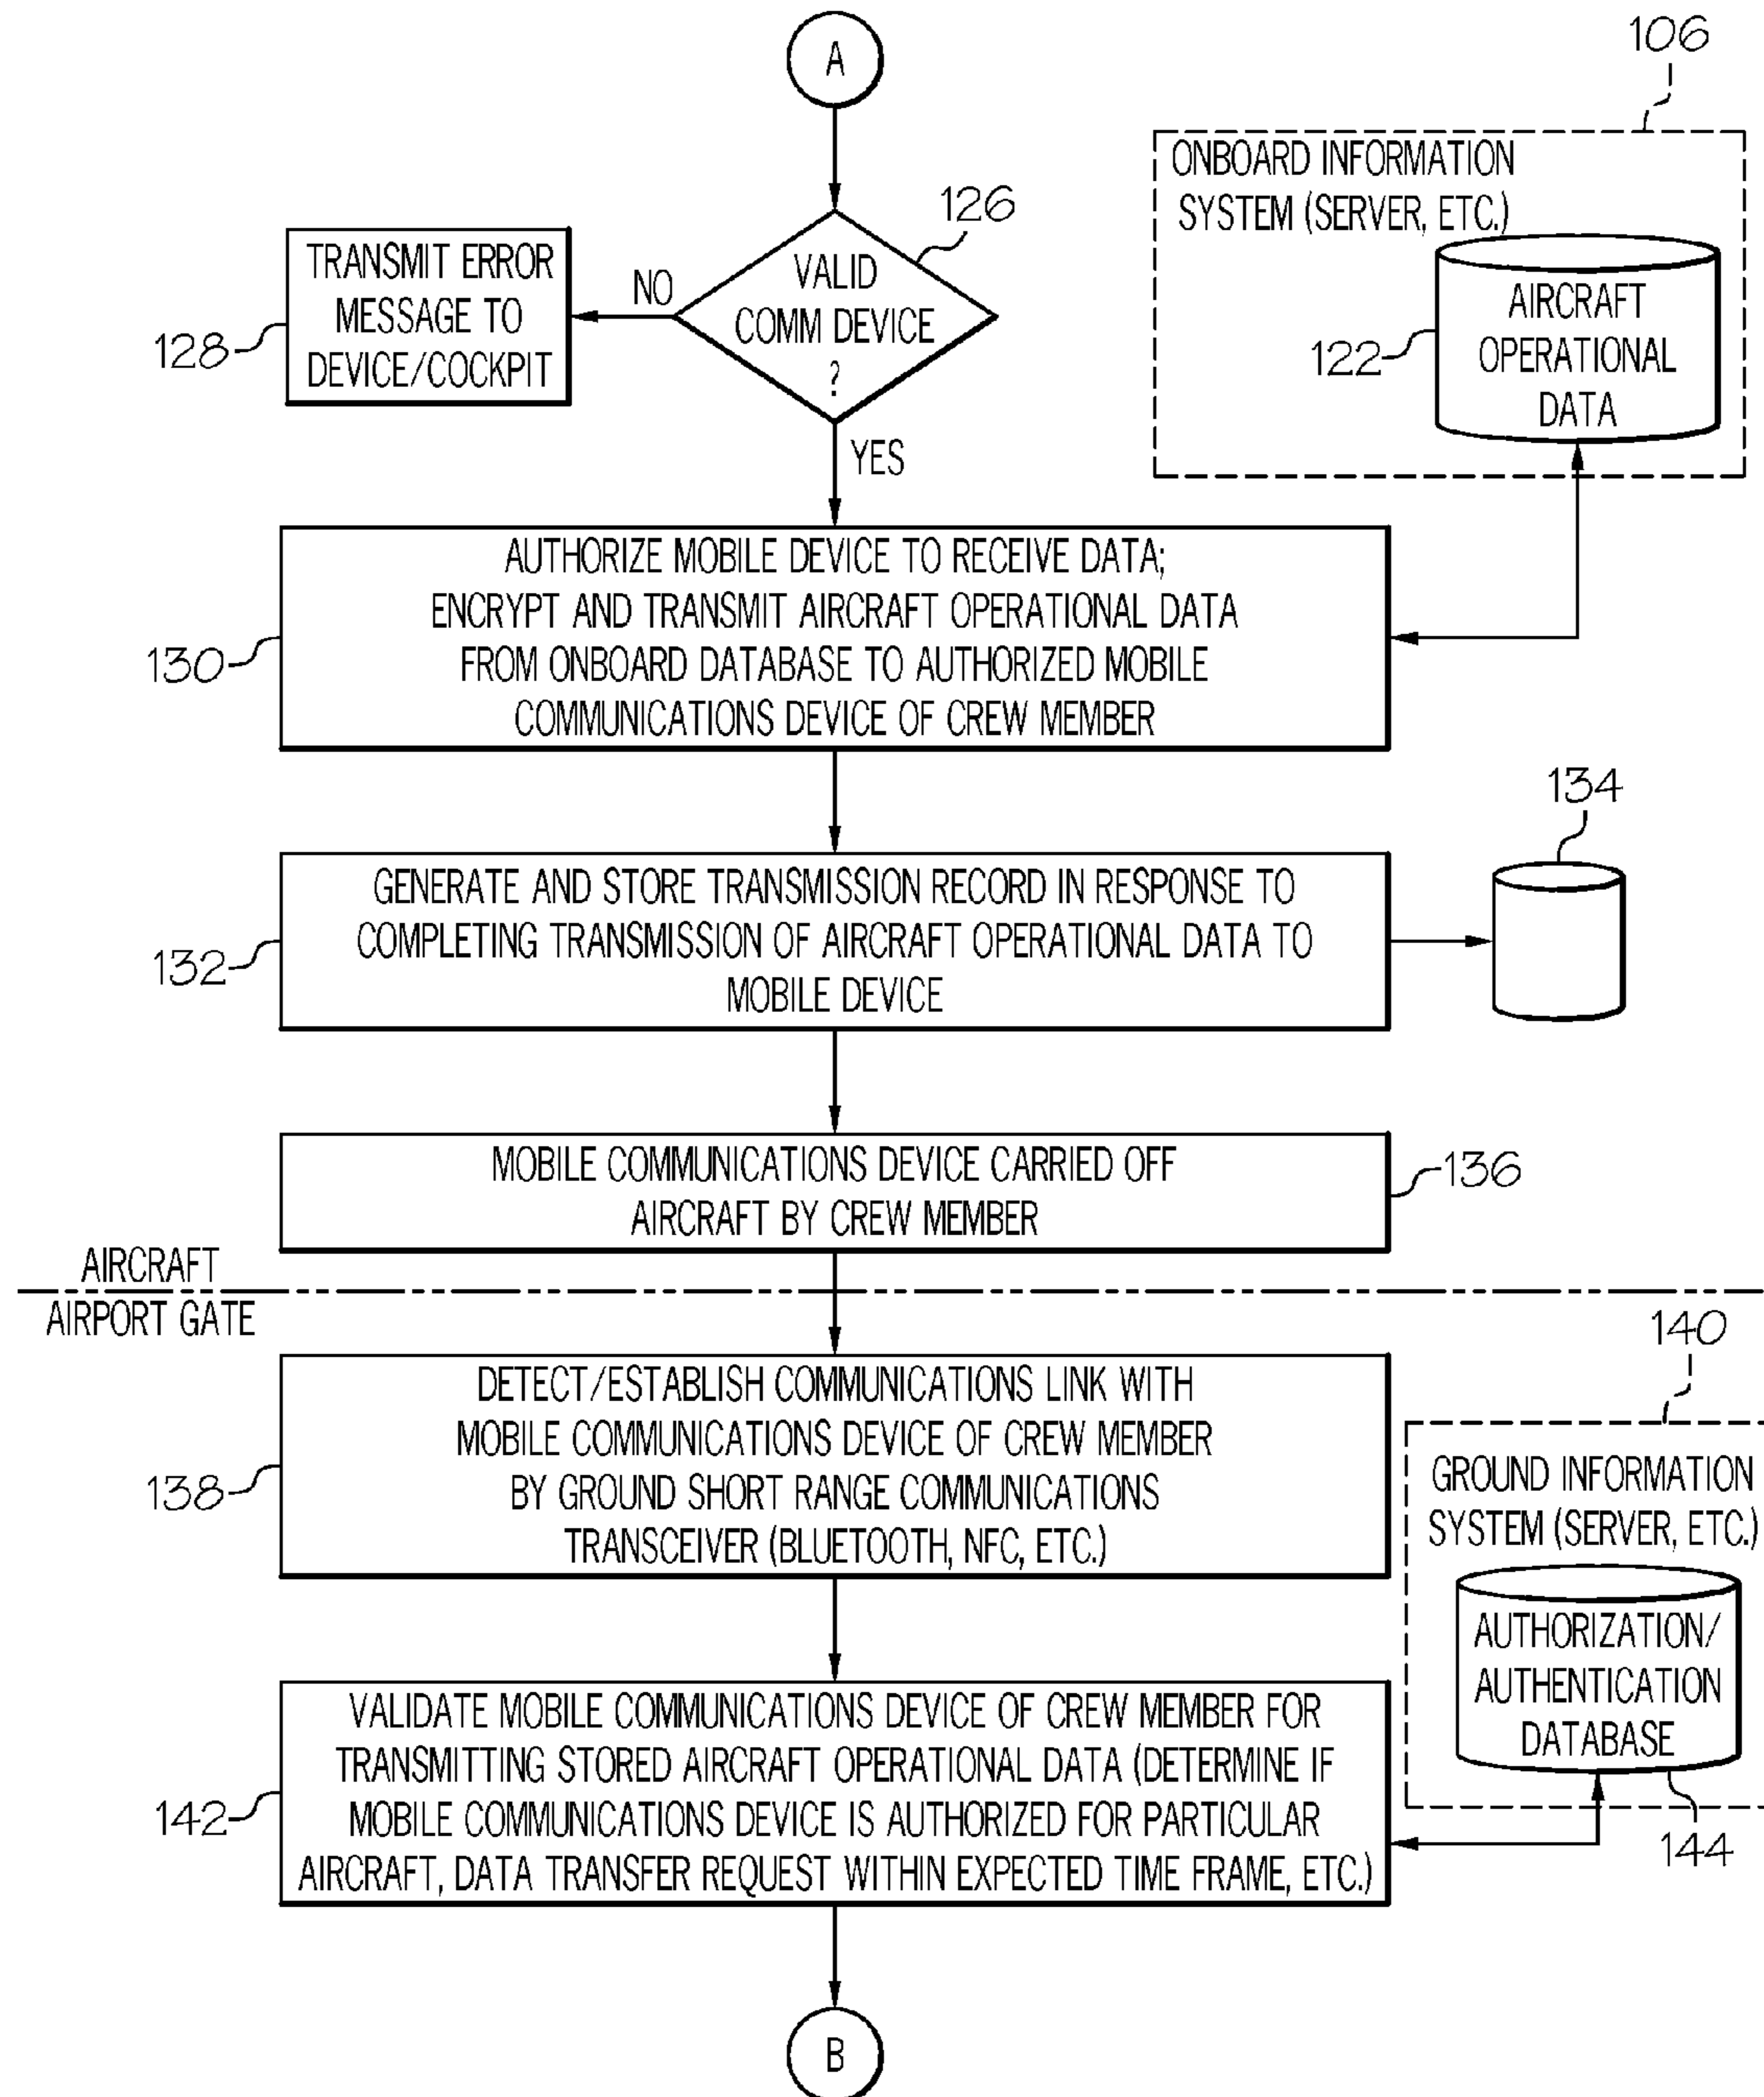 A
106
ONBOARD INFORMATION
SYSTEM (SERVER, ETC.)
AIRCRAFT
OPERATIONAL
DATA
122
126
VALID
COMM DEVICE
?
NO
TRANSMIT ERROR
MESSAGE TO
DEVICE/COCKPIT
128
YES
AUTHORIZE MOBILE DEVICE TO RECEIVE DATA;
ENCRYPT AND TRANSMIT AIRCRAFT OPERATIONAL DATA
FROM ONBOARD DATABASE TO AUTHORIZED MOBILE
COMMUNICATIONS DEVICE OF CREW MEMBER
130
134
GENERATE AND STORE TRANSMISSION RECORD IN RESPONSE TO
COMPLETING TRANSMISSION OF AIRCRAFT OPERATIONAL DATA TO
MOBILE DEVICE
132
MOBILE COMMUNICATIONS DEVICE CARRIED OFF
AIRCRAFT BY CREW MEMBER
136
AIRCRAFT
AIRPORT GATE
140
DETECT/ESTABLISH COMMUNICATIONS LINK WITH
MOBILE COMMUNICATIONS DEVICE OF CREW MEMBER
BY GROUND SHORT RANGE COMMUNICATIONS
TRANSCEIVER (BLUETOOTH, NFC, ETC.)
138
GROUND INFORMATION
SYSTEM (SERVER, ETC.)
AUTHORIZATION/
AUTHENTICATION
DATABASE
144
VALIDATE MOBILE COMMUNICATIONS DEVICE OF CREW MEMBER FOR
TRANSMITTING STORED AIRCRAFT OPERATIONAL DATA (DETERMINE IF
MOBILE COMMUNICATIONS DEVICE IS AUTHORIZED FOR PARTICULAR
AIRCRAFT, DATA TRANSFER REQUEST WITHIN EXPECTED TIME FRAME, ETC.)
142
B